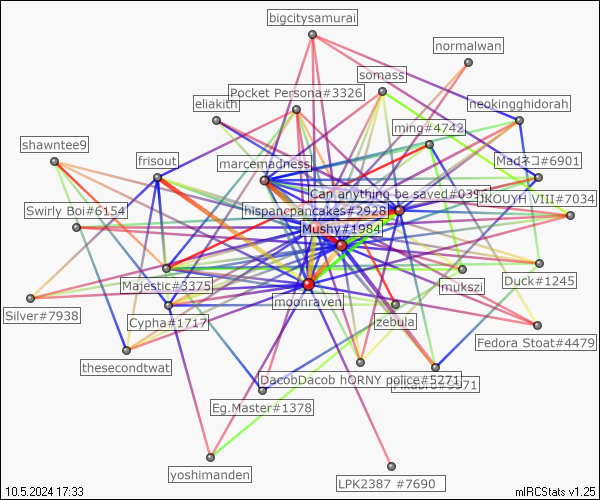 bigcitysamurai
normalwan
somass
Pocket Persona#3326
eliakith
neokingghidorah
ming#4742
shawntee9
frisout
marcemadness
Madネコ#6901
Can anything be saved#0396
JKOUYH VIII#7034
Swirly Boi#6154
hispancpancakes#2928
Mushy#1984
Majestic#3375
mukszi
Duck#1245
moonraven
Silver#7938
Cypha#1717
zebula
Fedora Stoat#4479
thesecondtwat
DacobDacob hORNY police#5271
Eg.Master#1378
yoshimanden
LPK2387 #7690
10.5.2024 17:33
mIRCStats v1.25